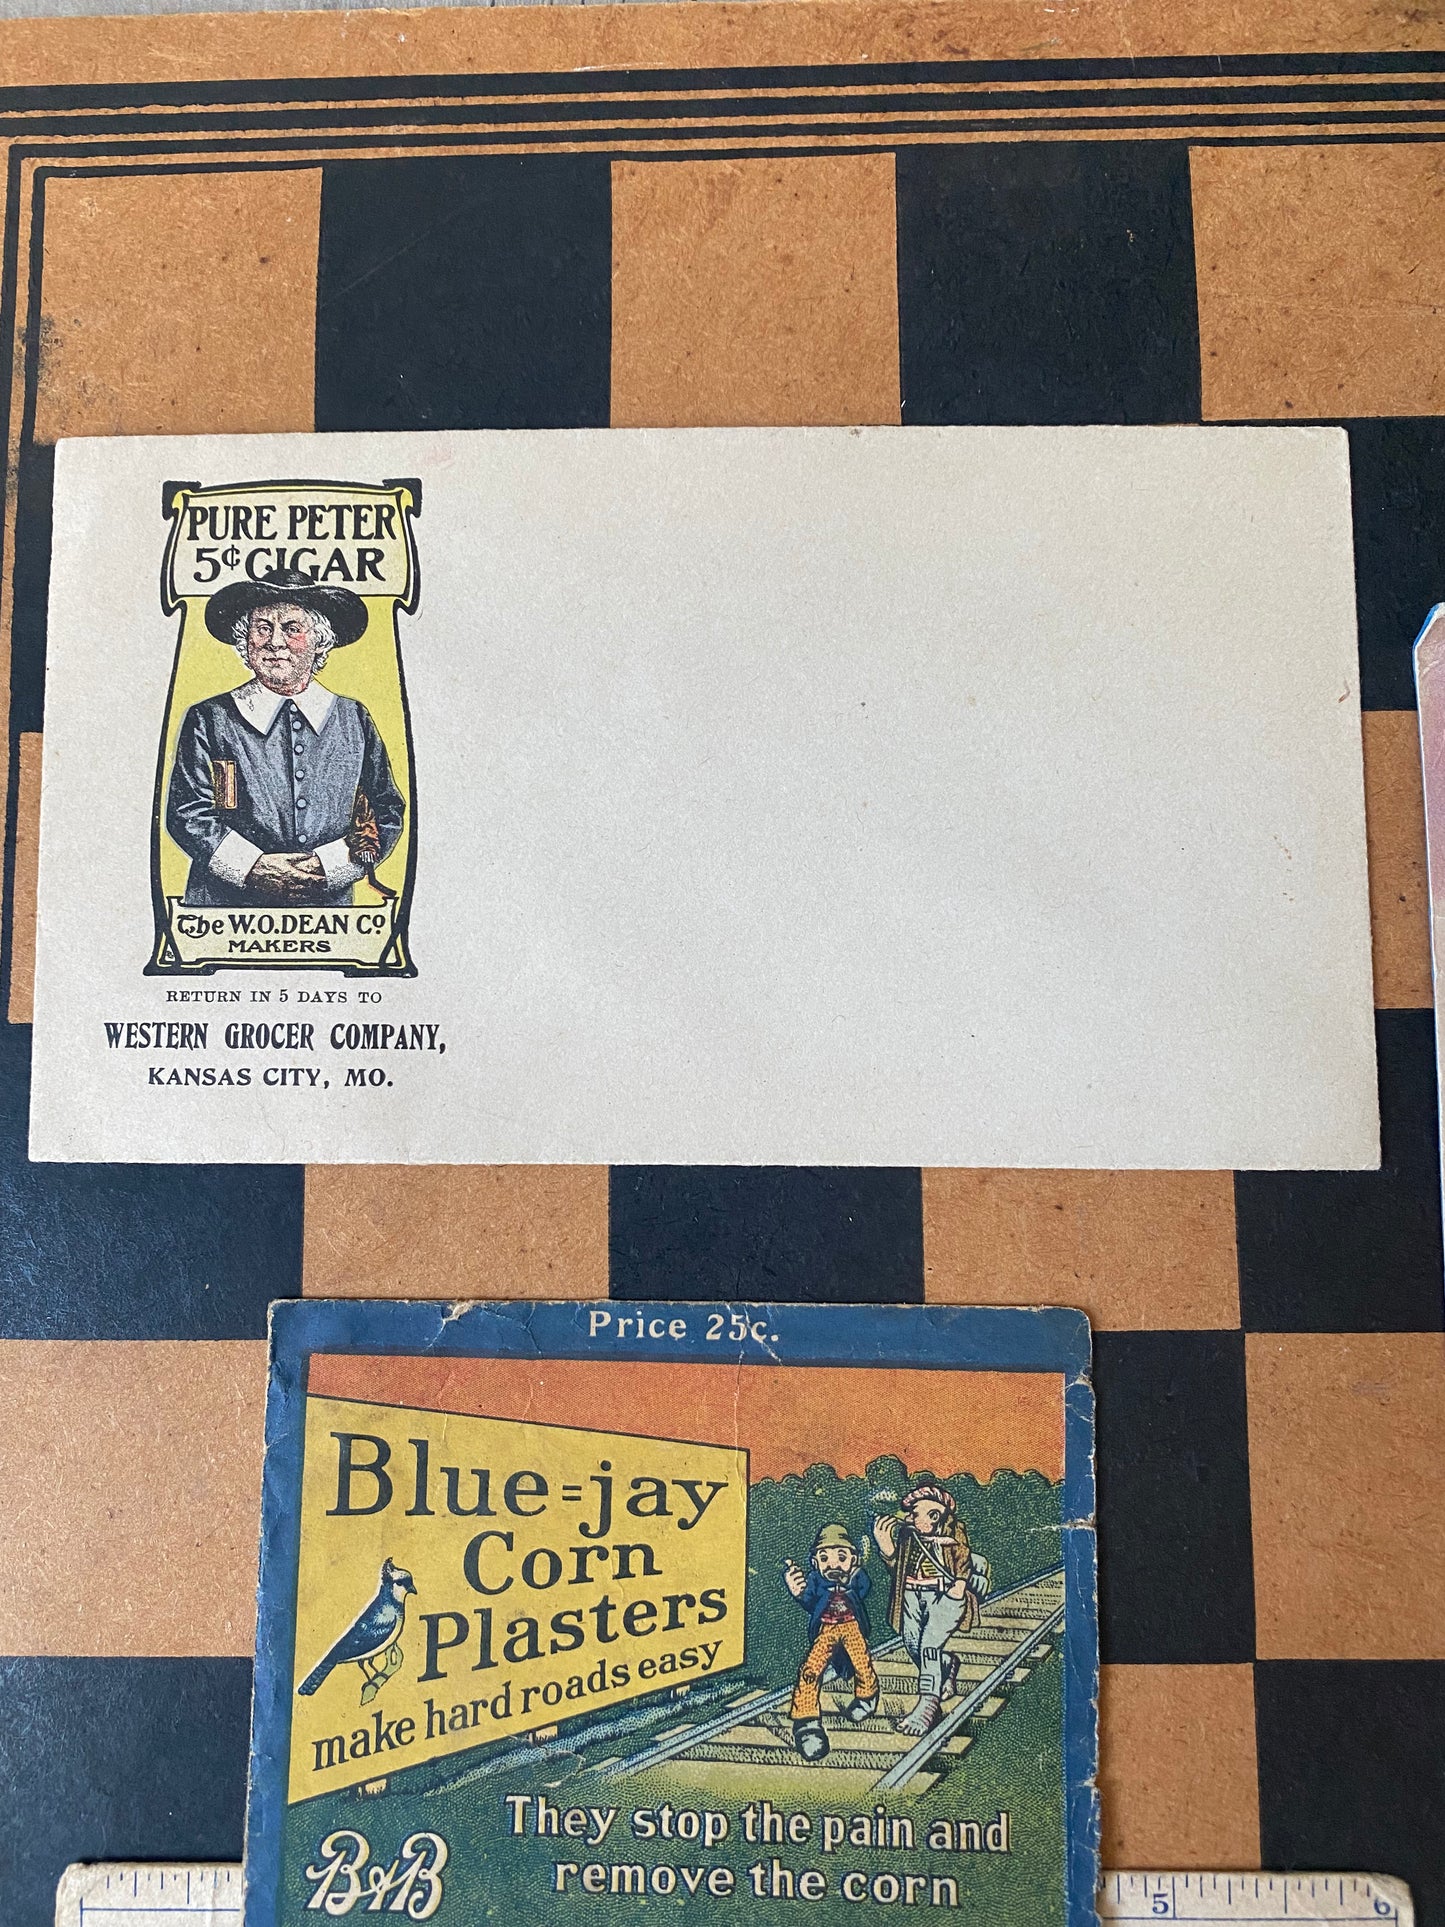 PURE PETER
5¢ CIGAR
The W.O.DEAN Co
MAKERS
RETURN IN 5 DAYS TO
WESTERN GROCER COMPANY,
KANSAS CITY, MO.
Price 25c.
Blue=jay
Corn
Plasters
make hard roads easy
They stop the pain and
remove the corn
B&B
5 6